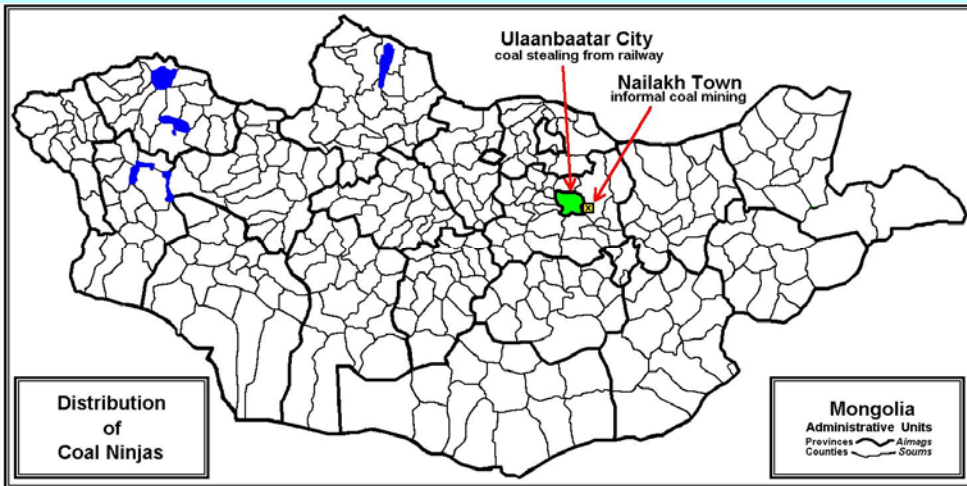 Ulaanbaatar City
coal stealing from railway
Nailakh Town
informal coal mining
X
Distribution
of
Coal Ninjas
Mongolia
Administrative Units
Provinces Aimags
Counties Soums